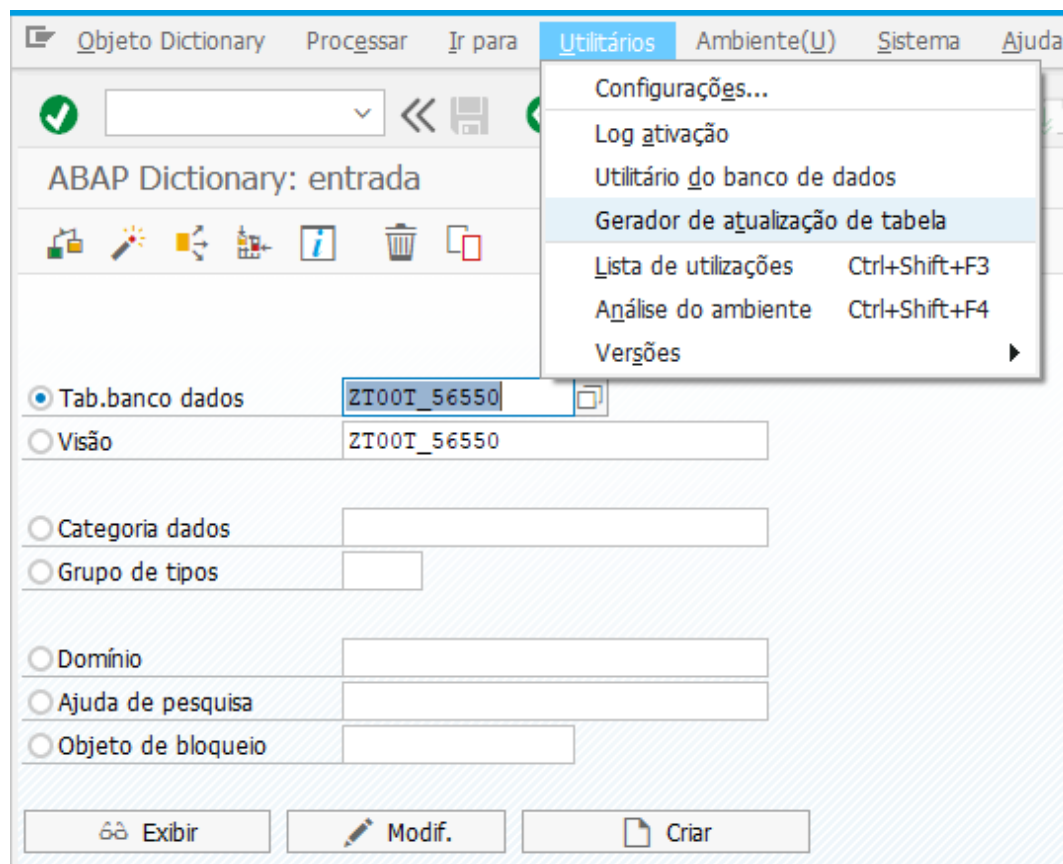 Objeto Dictionary Processar Ir para Utilitários Ambiente(U) Sistema Ajuda
Configurações...
Log ativação
Utilitário do banco de dados
Gerador de atualização de tabela
Lista de utilizações Ctrl+Shift+F3
Análise do ambiente Ctrl+Shift+F4
Versões
ABAP Dictionary: entrada
Tab.banco dados ZT00T_56550
Visão ZT00T_56550
Categoria dados
Grupo de tipos
Domínio
Ajuda de pesquisa
Objeto de bloqueio
Exibir Modif. Criar